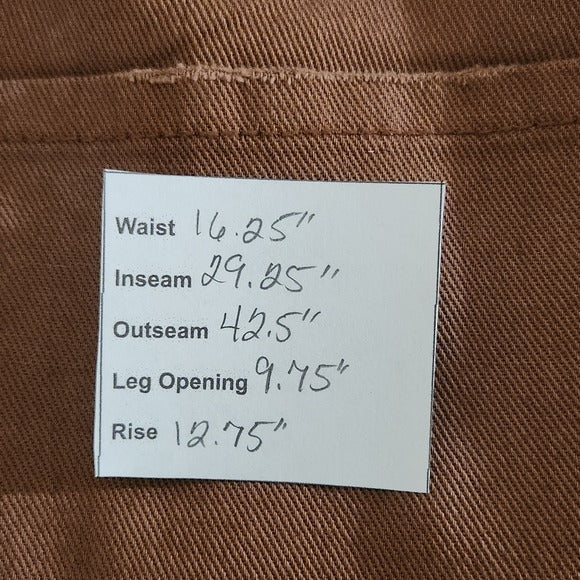 Waist 16.25"
Inseam 29.25"
Outseam 42.5"
Leg Opening 9.75"
Rise 12.75"